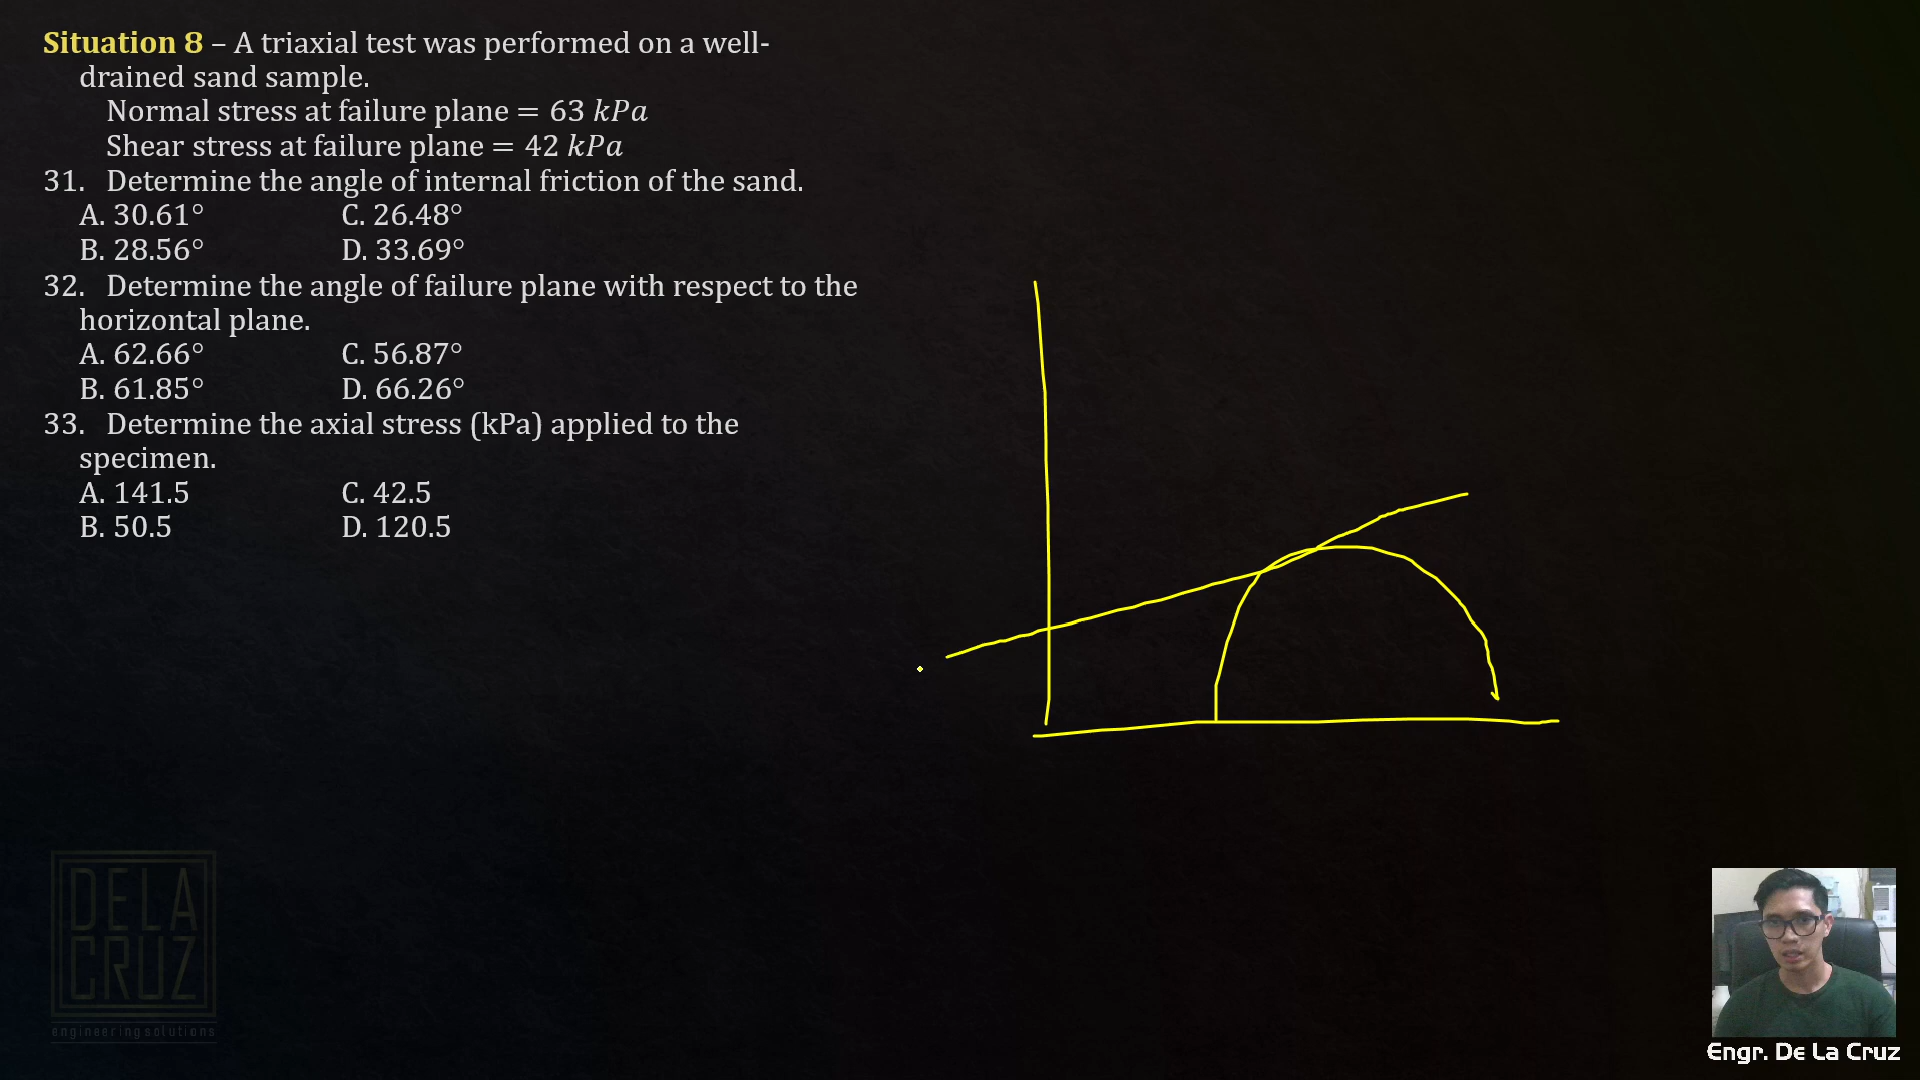 Situation 8 – A triaxial test was performed on a well-
drained sand sample.
Normal stress at failure plane = 63 kPa
Shear stress at failure plane = 42 kPa
31. Determine the angle of internal friction of the sand.
A. 30.61° C. 26.48°
B. 28.56° D. 33.69°
32. Determine the angle of failure plane with respect to the
horizontal plane.
A. 62.66° C. 56.87°
B. 61.85° D. 66.26°
33. Determine the axial stress (kPa) applied to the
specimen.
A. 141.5 C. 42.5
B. 50.5 D. 120.5
DELA
CRUZ
engineering solutions
Engr. De La Cruz